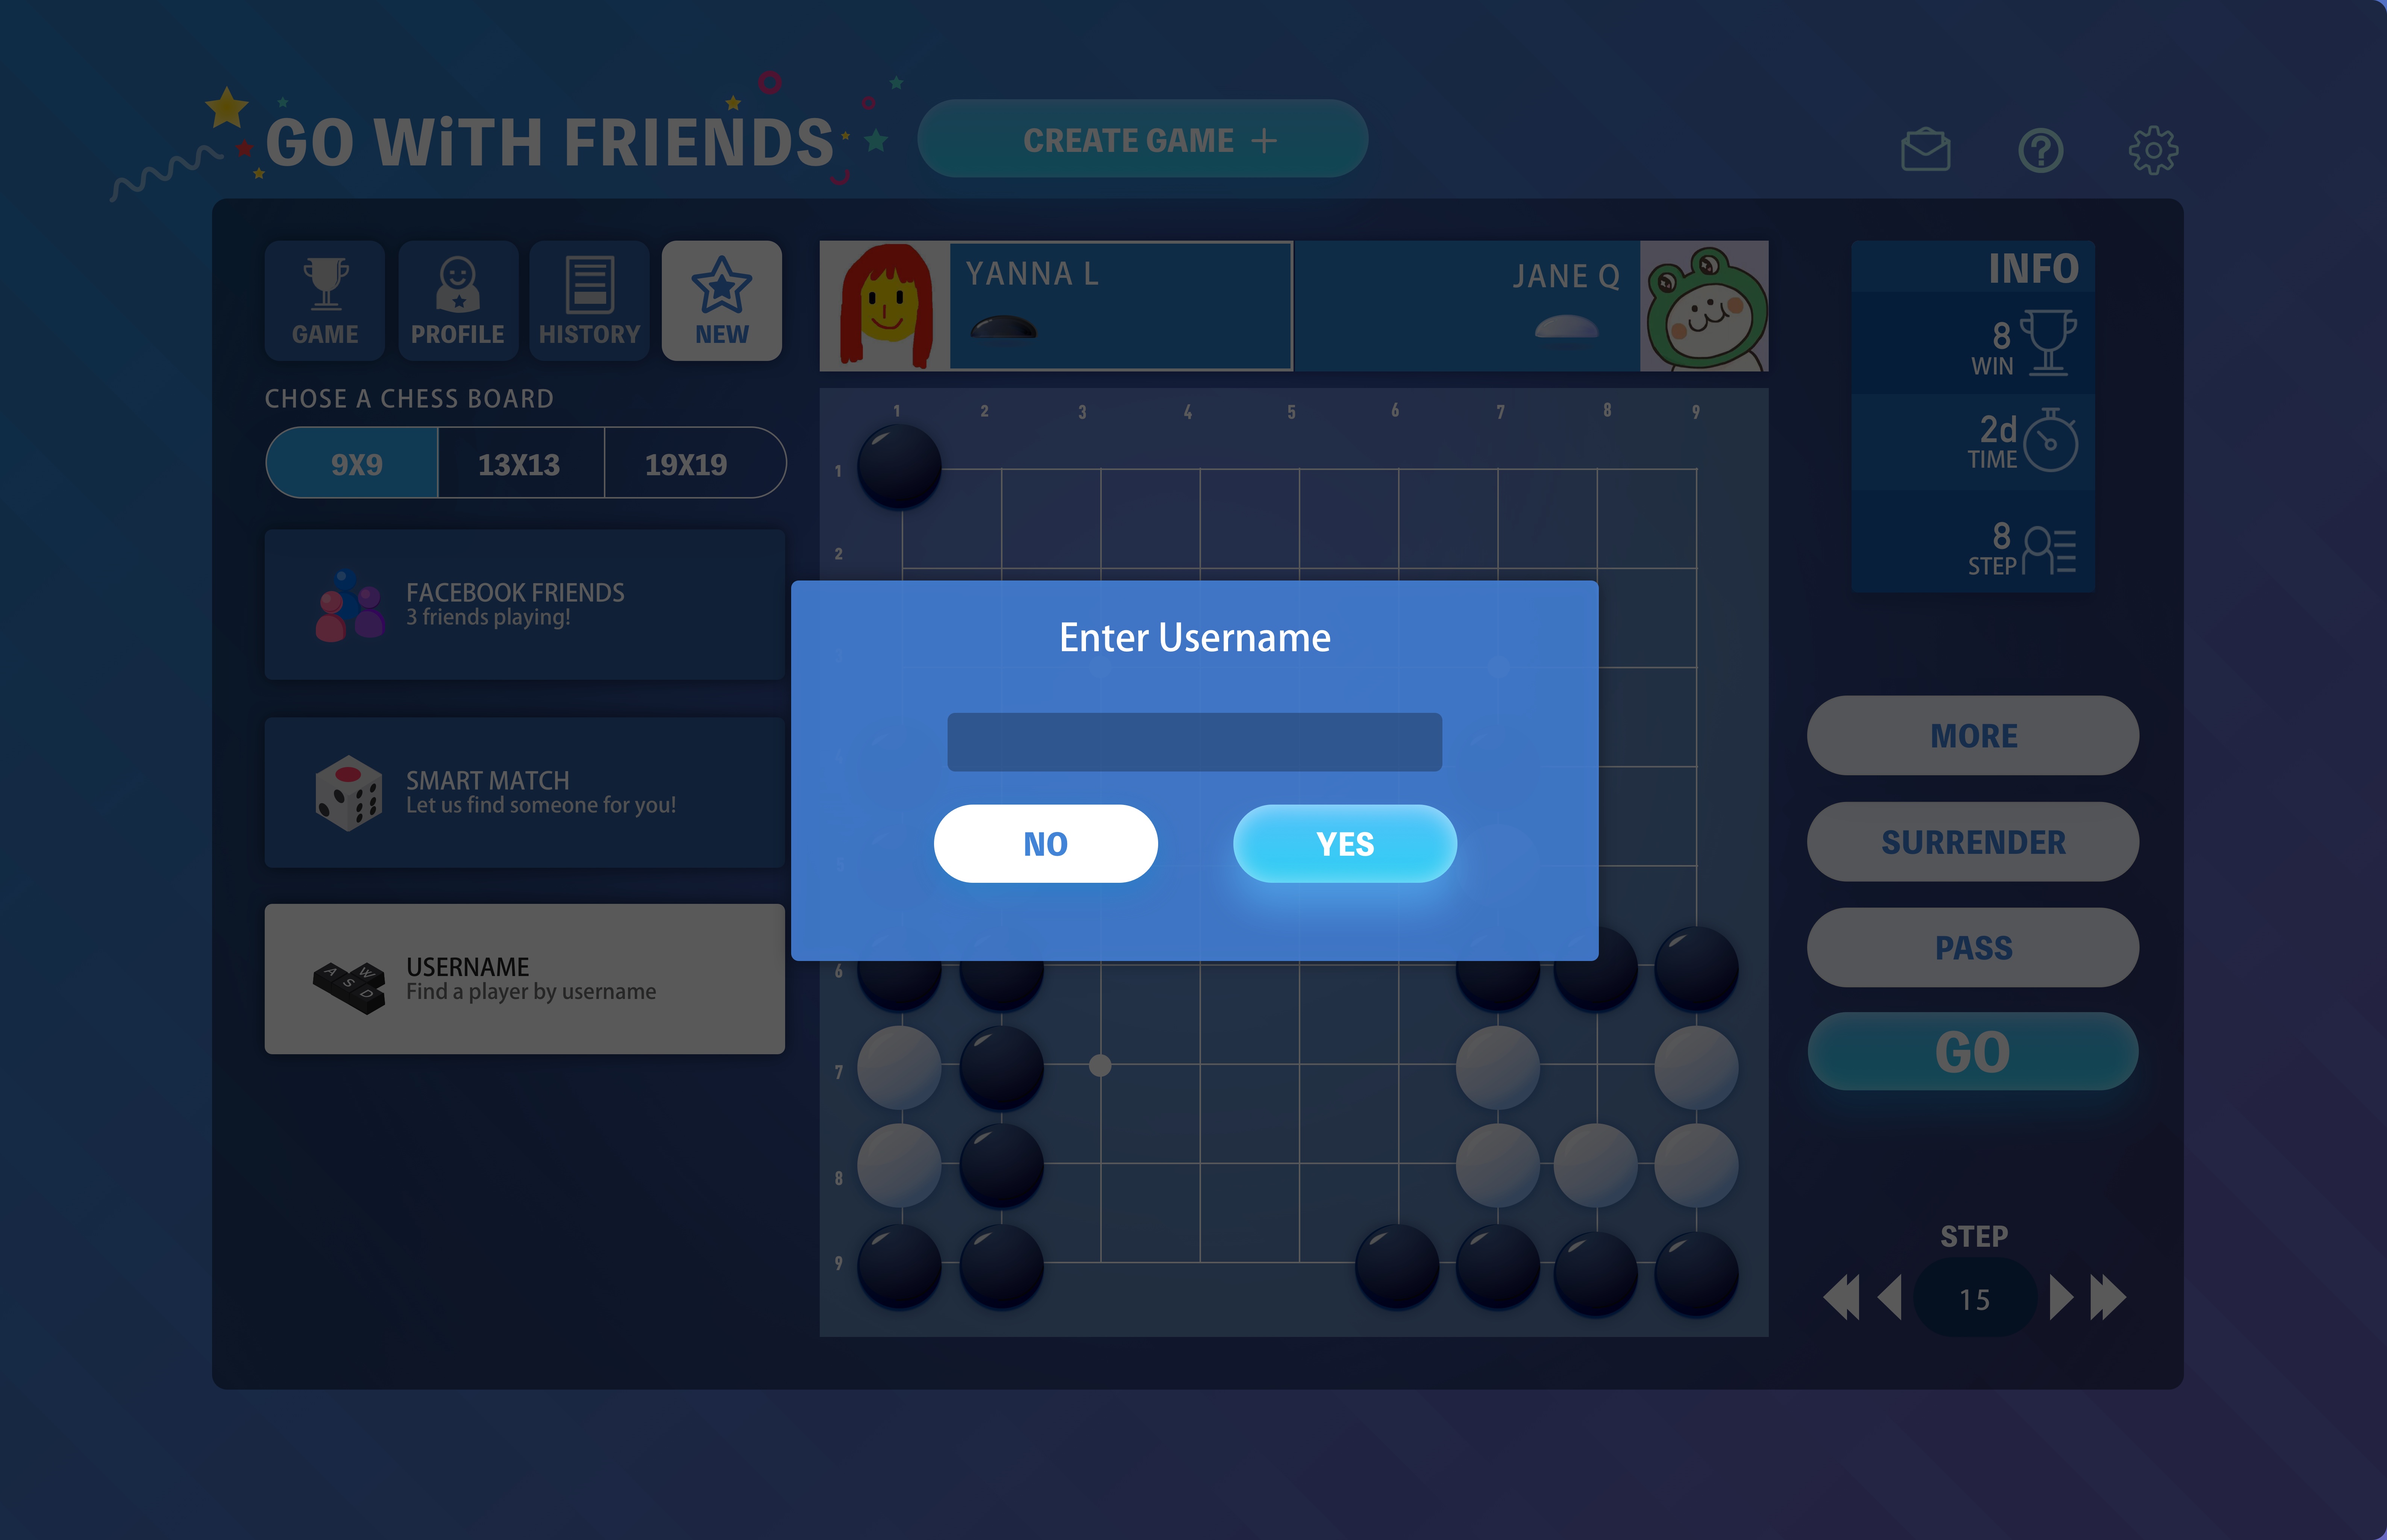 GO WiTH FRIENDS
CREATE GAME +
GAME
PROFILE
HISTORY
NEW
YANNA L
JANE Q
INFO
8
WIN
2d
TIME
8
STEP
CHOSE A CHESS BOARD
9X9
13X13
19X19
FACEBOOK FRIENDS
3 friends playing!
SMART MATCH
Let us find someone for you!
A W S D
USERNAME
Find a player by username
1 2 3 4 5 6 7 8 9
1
2
6
7
8
9
Enter Username
NO
YES
MORE
SURRENDER
PASS
GO
STEP
15